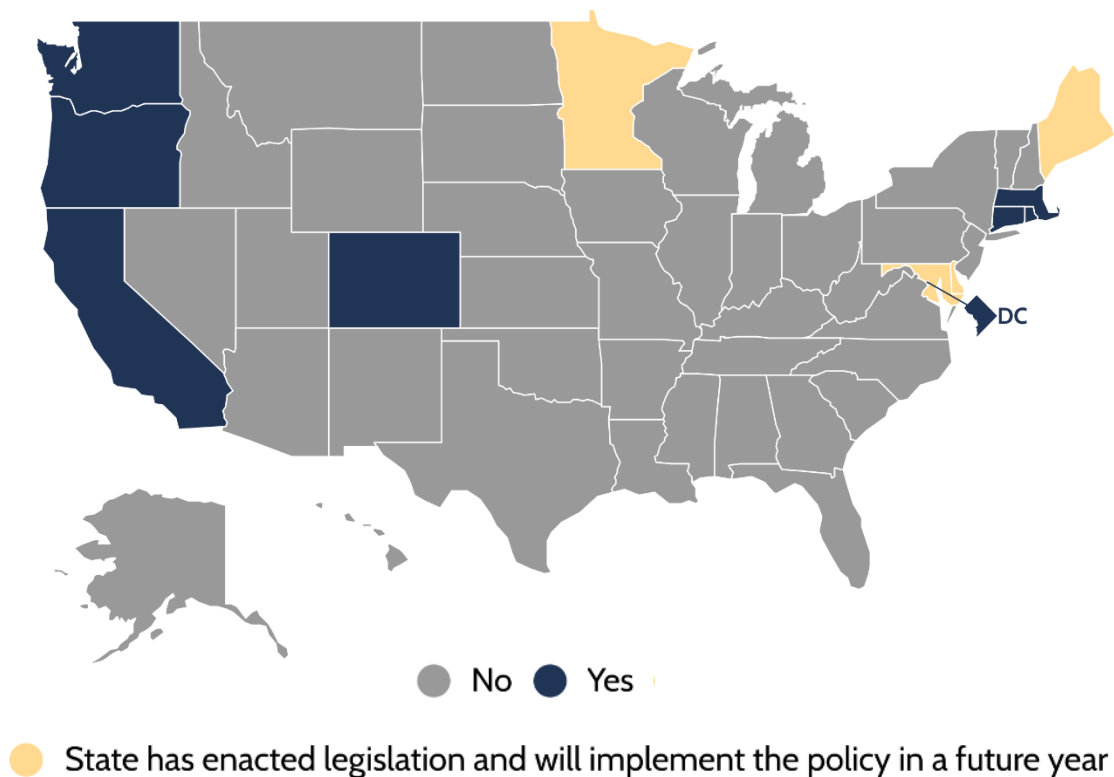 DC
No Yes
State has enacted legislation and will implement the policy in a future year